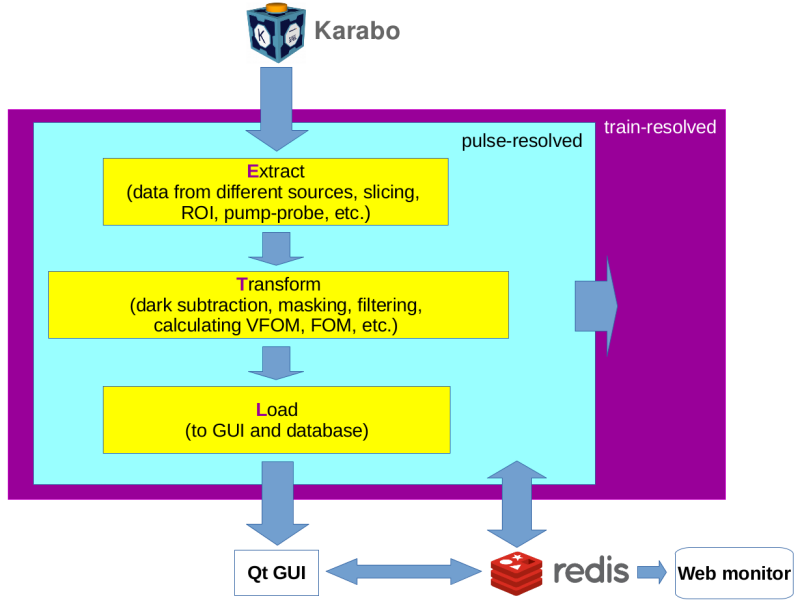 Karabo
train-resolved
pulse-resolved
Extract
(data from different sources, slicing,
ROI, pump-probe, etc.)
Transform
(dark subtraction, masking, filtering,
calculating VFOM, FOM, etc.)
Load
(to GUI and database)
Qt GUI
redis
Web monitor